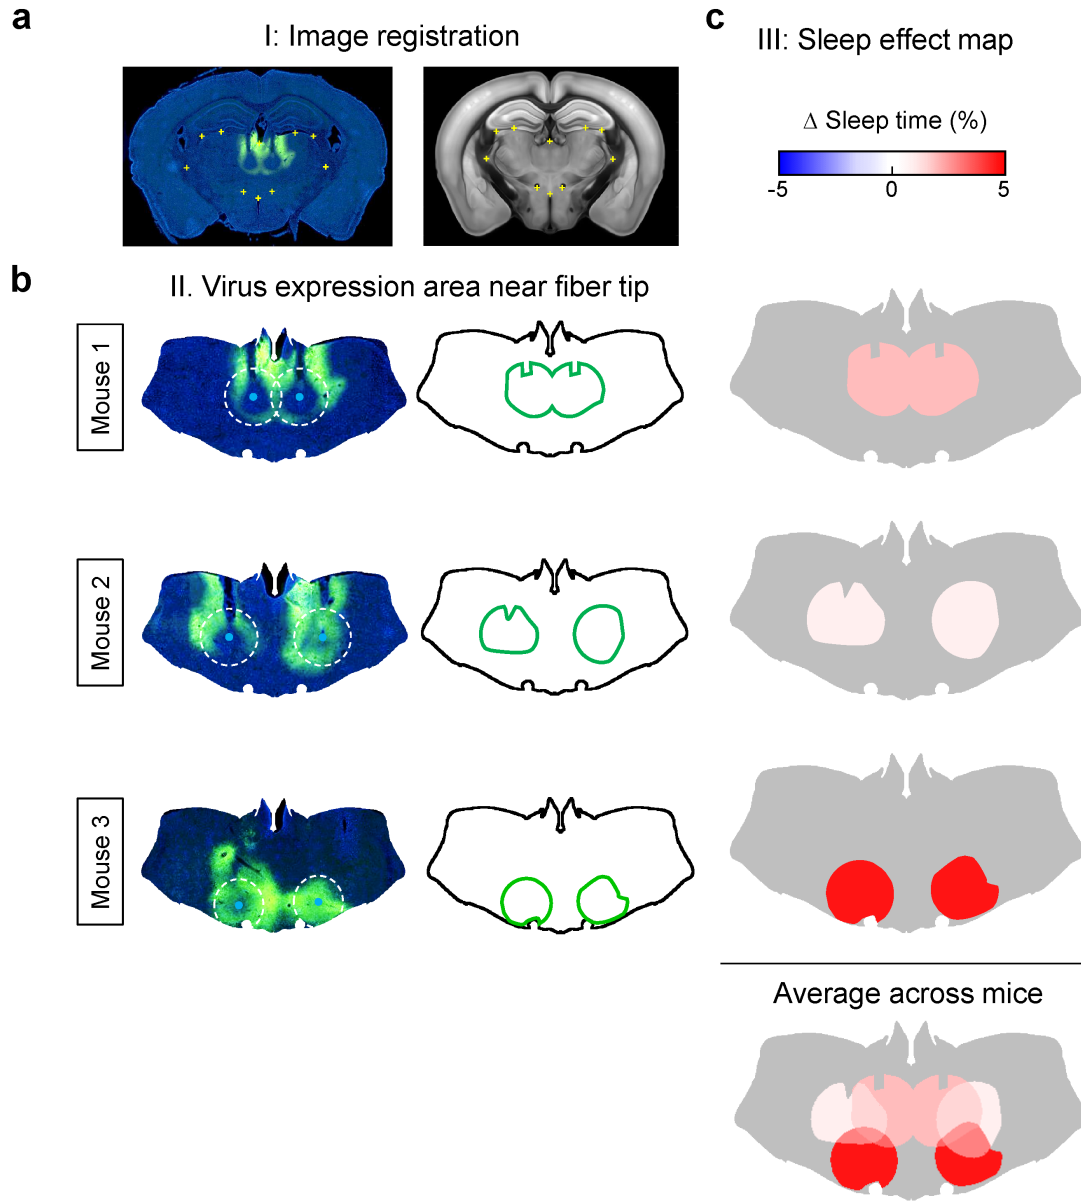 a
I: Image registration
c
III: Sleep effect map
Δ Sleep time (%)
-5 0 5
b
II. Virus expression area near fiber tip
Mouse 1
Mouse 2
Mouse 3
Average across mice